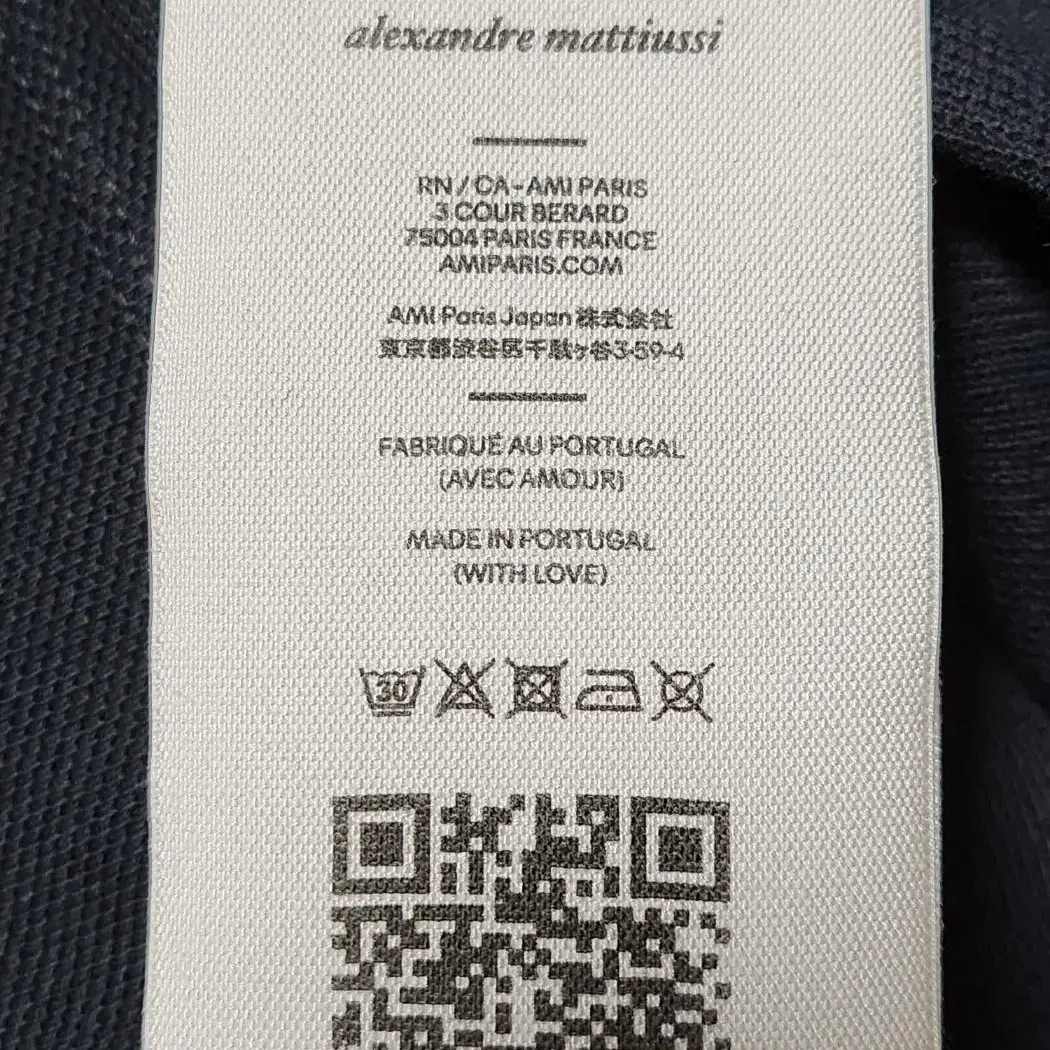 alexandre mattiussi
RN / CA - AMI PARIS
3 COUR BERARD
75004 PARIS FRANCE
AMIPARIS.COM
AMI Paris Japan 株式会社
東京都渋谷区千駄ヶ谷3-59-4
FABRIQUÉ AU PORTUGAL
(AVEC AMOUR)
MADE IN PORTUGAL
(WITH LOVE)
30